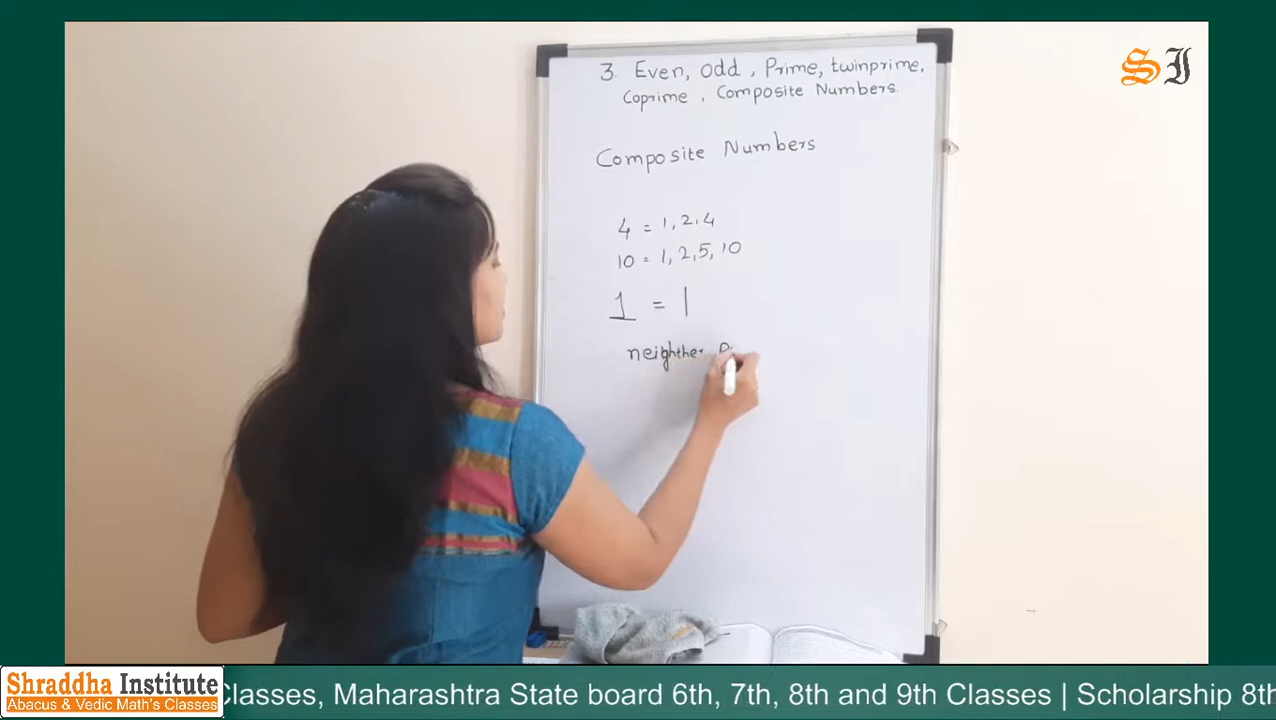 SI
3. Even, odd, Prime, twinprime,
Coprime, Composite Numbers.
Composite Numbers
4 = 1, 2, 4
10 = 1, 2, 5, 10
1 = 1
neighther
Shraddha Institute
Abacus & Vedic Math's Classes
Classes, Maharashtra State board 6th, 7th, 8th and 9th Classes | Scholarship 8th